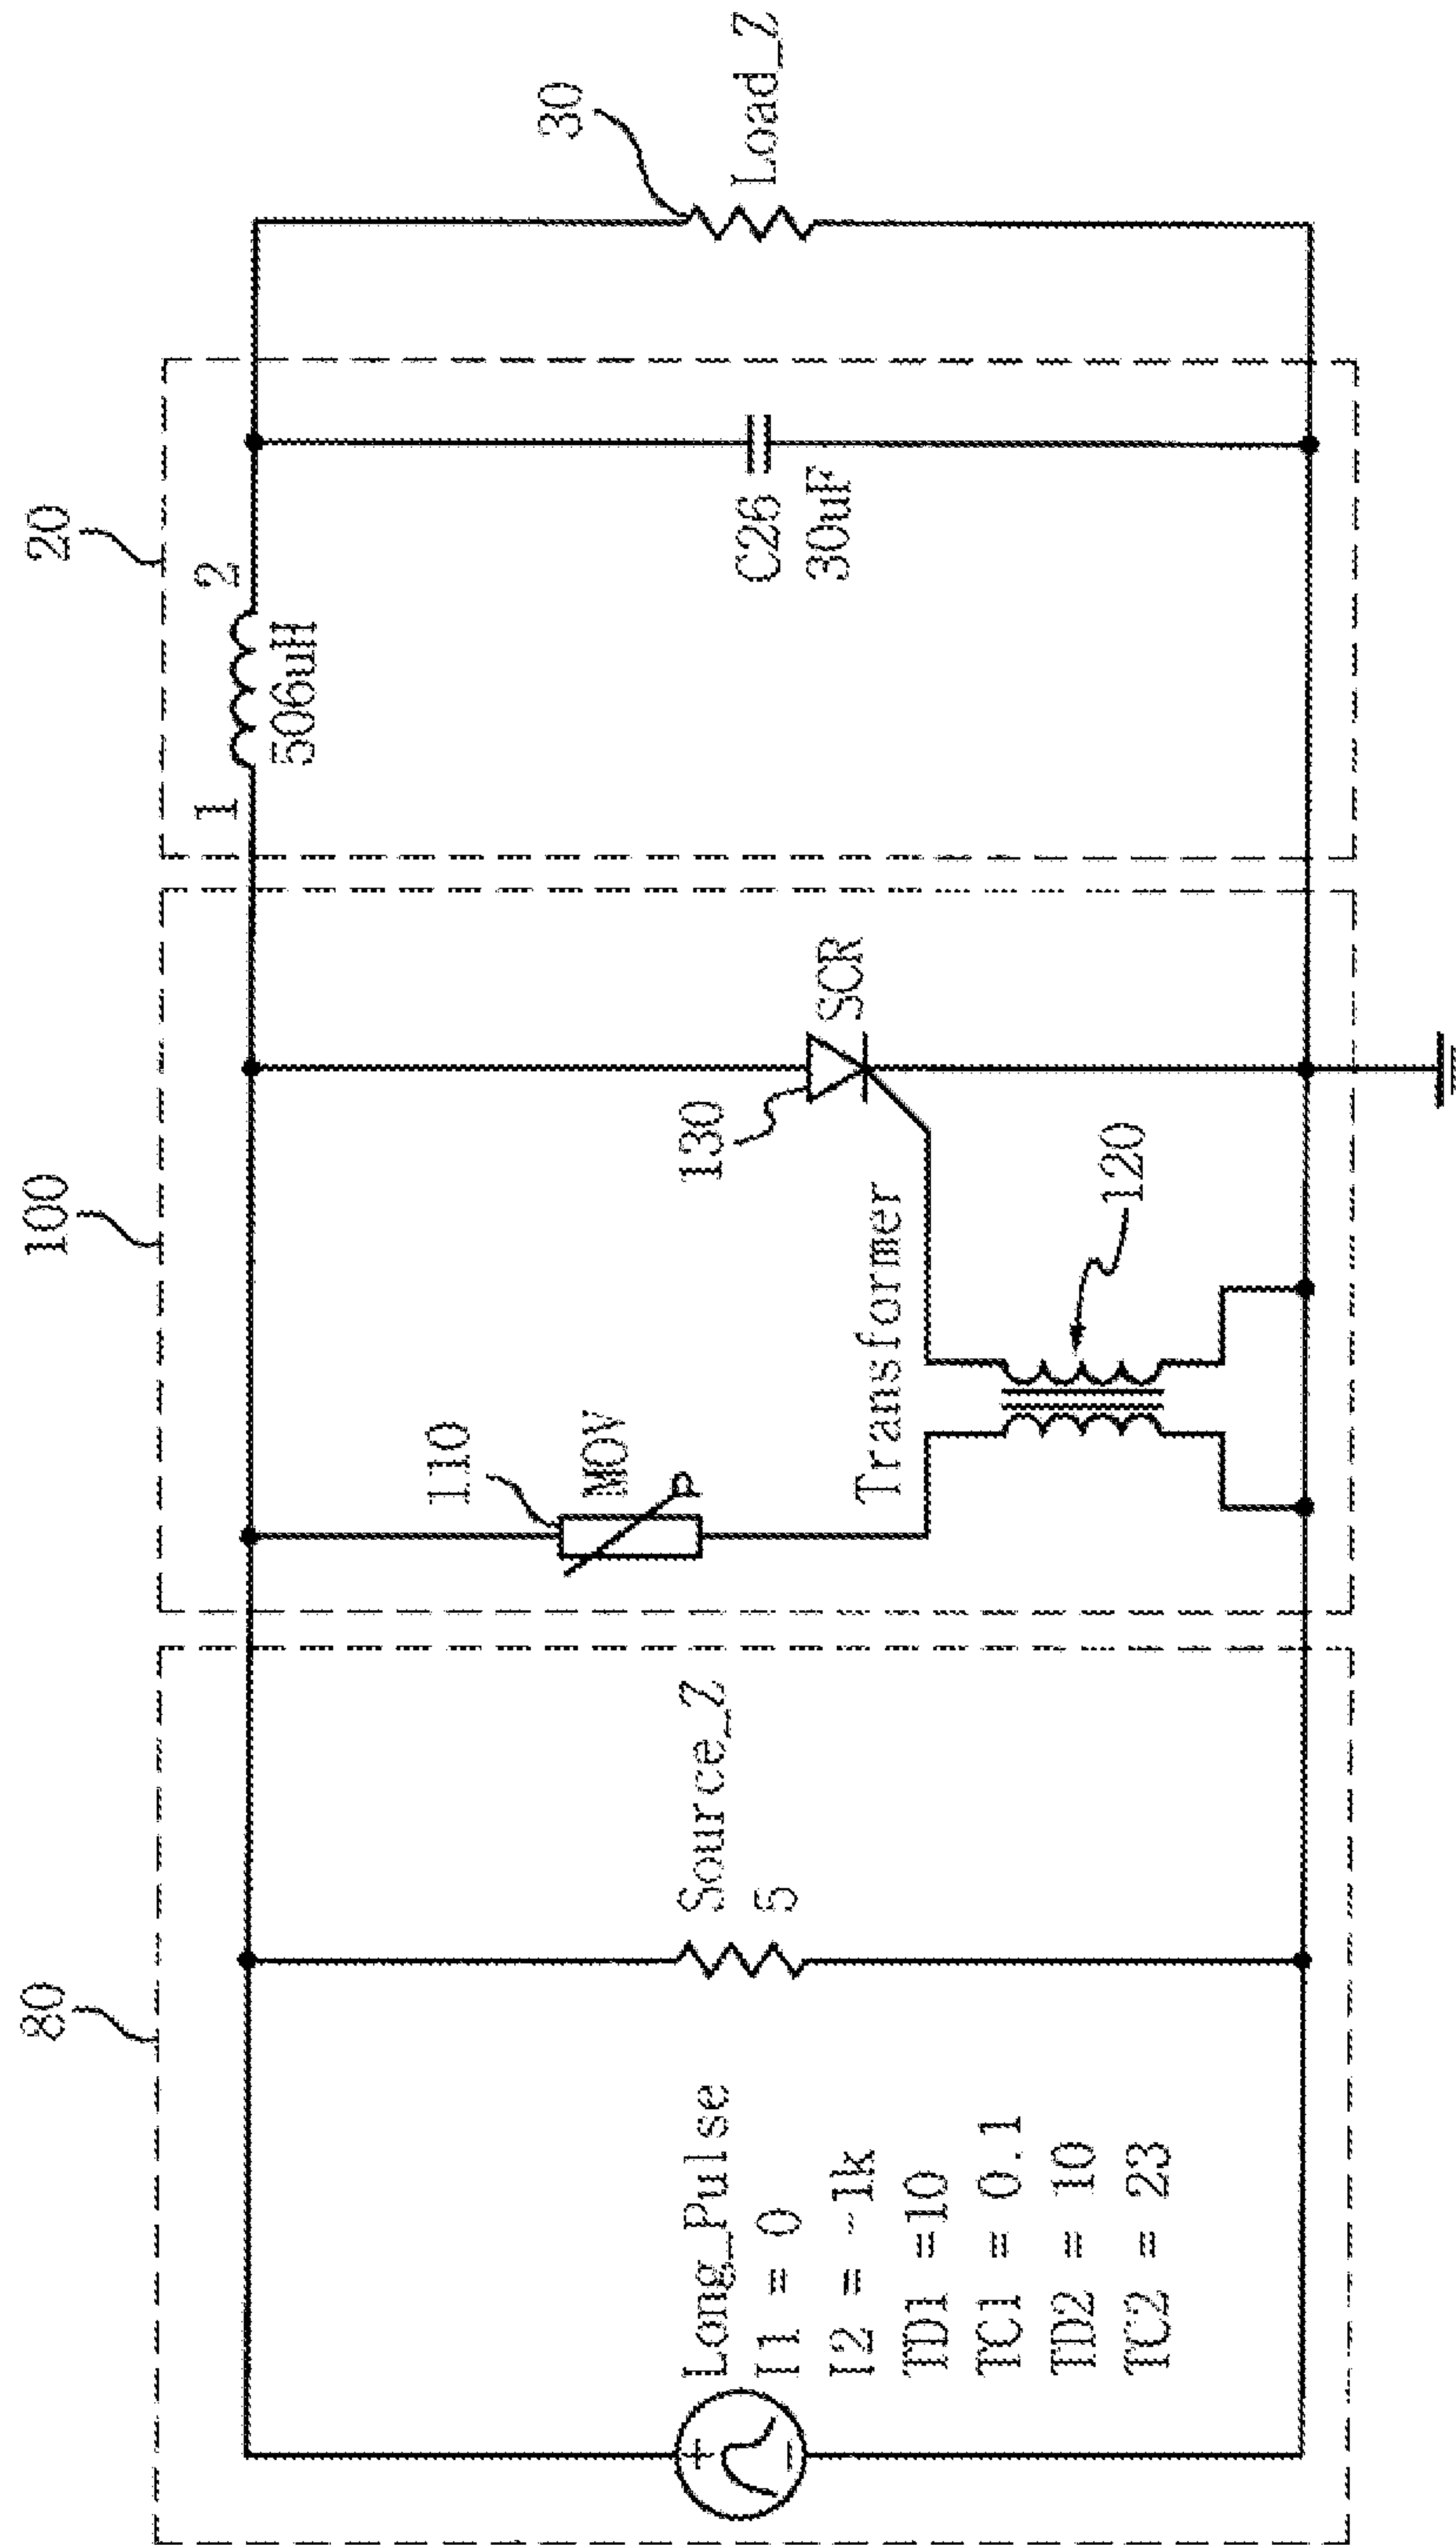 80
100
20
30
Long_Pulse
I1 = 0
I2 = -1k
TD1 =10
TC1 = 0.1
TD2 = 10
TC2 = 23
+
-
Source_Z
5
110
MOV
Transformer
120
130
SCR
1
2
506uH
C26
30uF
Load_Z